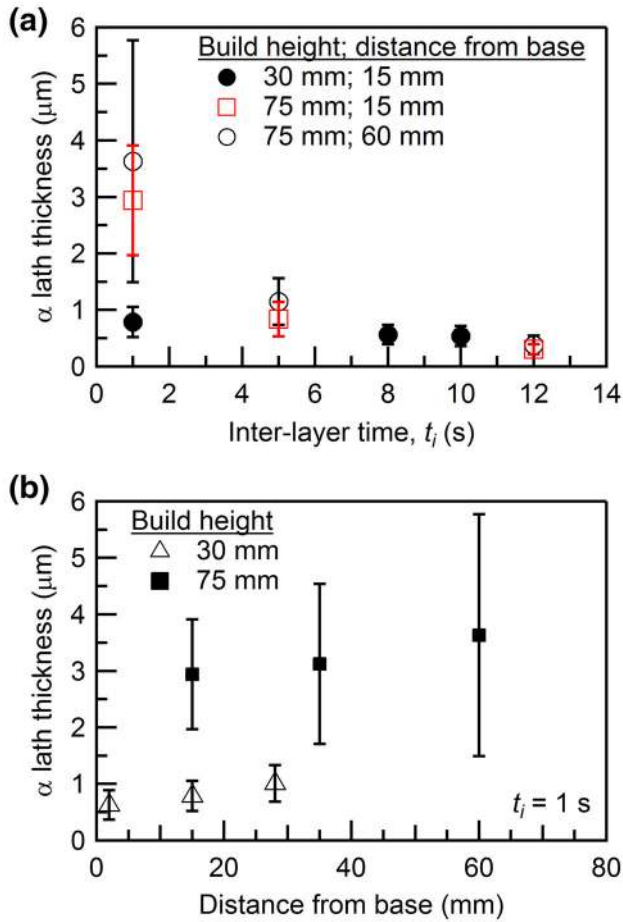 (a)
6
5
4
3
2
1
0
α lath thickness (μm)
Build height; distance from base
30 mm; 15 mm
75 mm; 15 mm
75 mm; 60 mm
0 2 4 6 8 10 12 14
Inter-layer time, tᵢ (s)
(b)
6
5
4
3
2
1
0
α lath thickness (μm)
Build height
30 mm
75 mm
tᵢ = 1 s
0 20 40 60 80
Distance from base (mm)